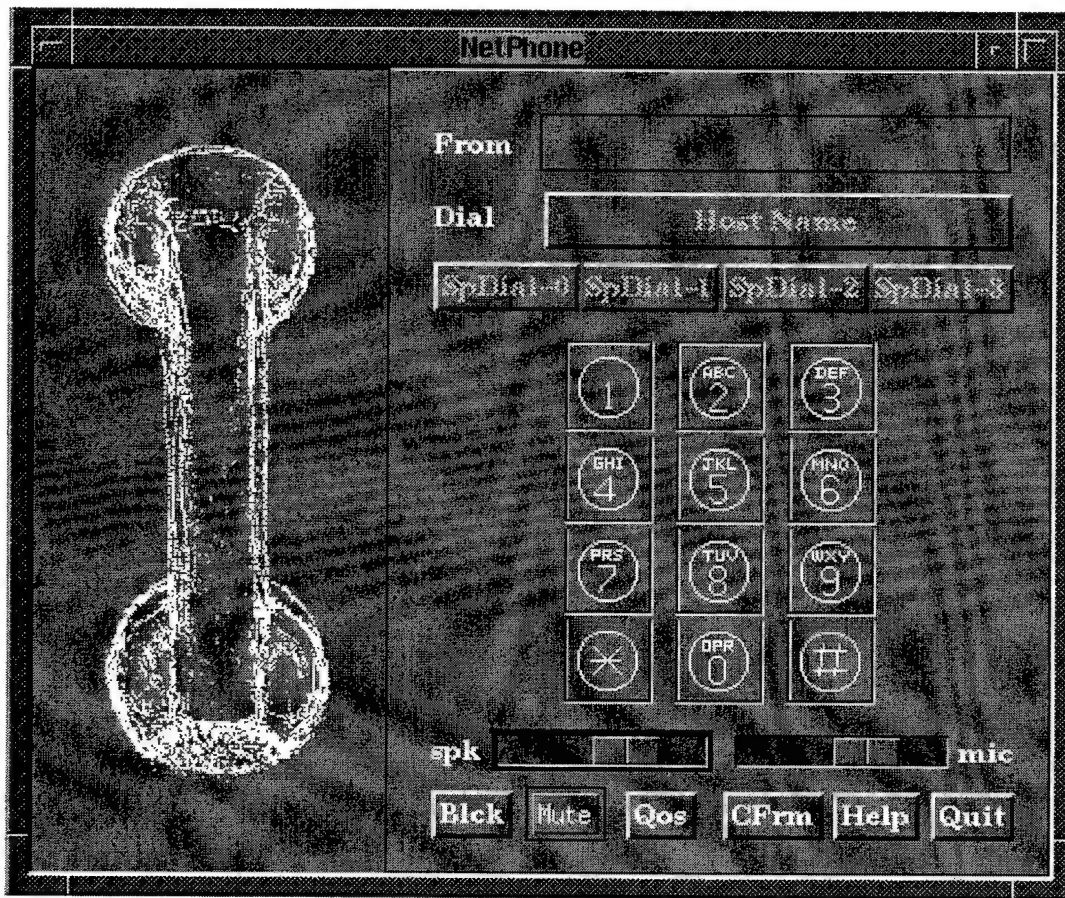 NetPhone
From
Dial Host Name
SpDial-0 SpDial-1 SpDial-2 SpDial-3
1 ABC 2 DEF 3
GHI 4 JKL 5 MNO 6
PRS 7 TUV 8 WXY 9
* OPR 0 #
spk mic
Blck Mute Qos CFrm Help Quit